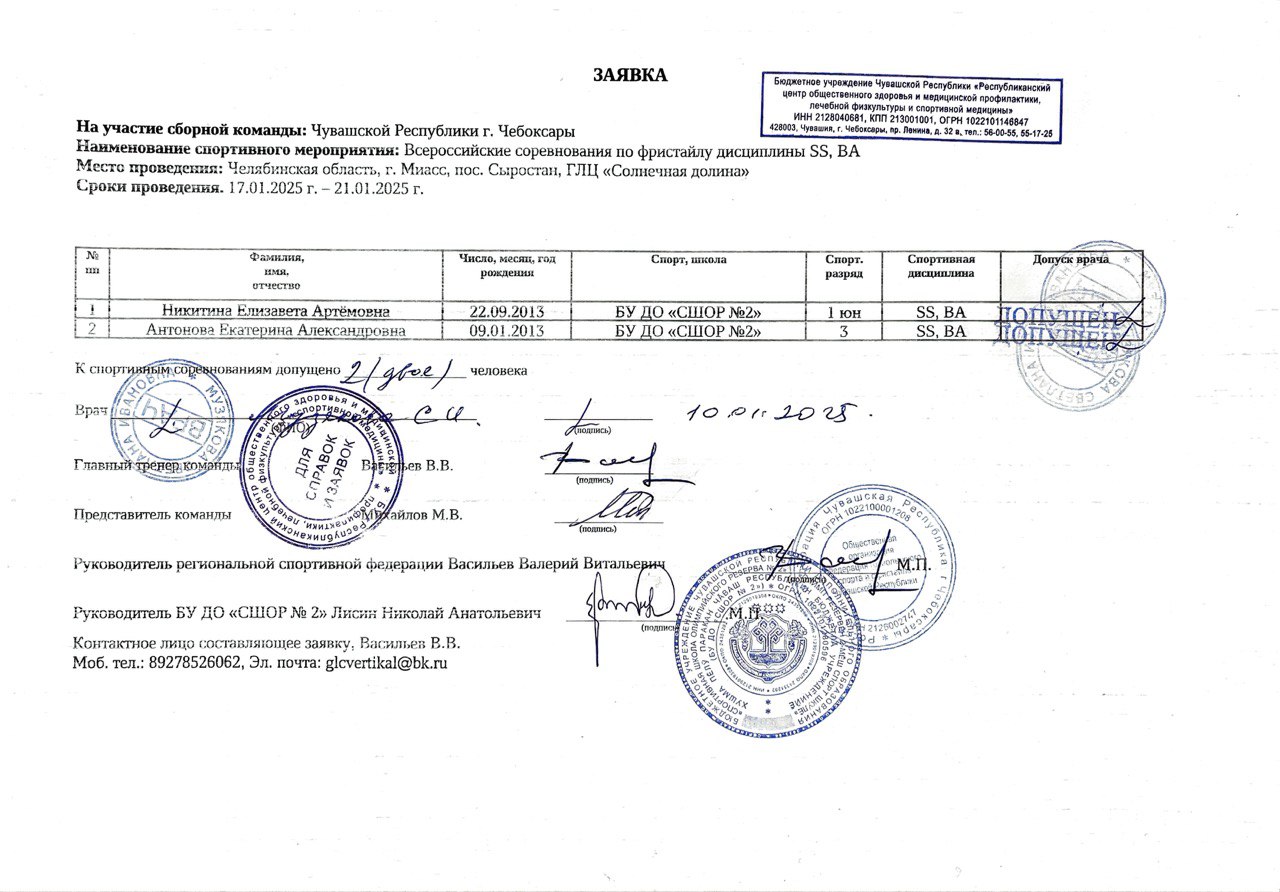 ЗАЯВКА
Бюджетное учреждение Чувашской Республики «Республиканский
центр общественного здоровья и медицинской профилактики,
лечебной физкультуры и спортивной медицины»
ИНН 2128040681, КПП 213001001, ОГРН 1022101146847
428003, Чувашия, г. Чебоксары, пр. Ленина, д. 32 в, тел.: 56-00-55, 55-17-25
На участие сборной команды: Чувашской Республики г. Чебоксары
Наименование спортивного мероприятия: Всероссийские соревнования по фристайлу дисциплины SS, BA
Место проведения: Челябинская область, г. Миасс, пос. Сыростан, ГЛЦ «Солнечная долина»
Сроки проведения. 17.01.2025 г. – 21.01.2025 г.
№ пп Фамилия, имя, отчество Число, месяц, год рождения Спорт, школа Спорт. разряд Спортивная дисциплина Допуск врача
1 Никитина Елизавета Артёмовна 22.09.2013 БУ ДО «СШОР №2» 1 юн SS, BA ДОПУЩЕН
2 Антонова Екатерина Александровна 09.01.2013 БУ ДО «СШОР №2» 3 SS, BA ДОПУЩЕН
К спортивным соревнованиям допущено 2 (двое) человека
Врач С.И. 10.01.2025.
(ФИО) (подпись)
ДЛЯ
СПРАВОК
И ЗАЯВОК
Главный тренер команды Васильев В.В.
(подпись)
Представитель команды Михайлов М.В.
(подпись)
Руководитель региональной спортивной федерации Васильев Валерий Витальевич М.П.
(подпись)
Руководитель БУ ДО «СШОР № 2» Лисин Николай Анатольевич М.П
(подпись)
Контактное лицо составляющее заявку, Васильев В.В.
Моб. тел.: 89278526062, Эл. почта: glcvertikal@bk.ru